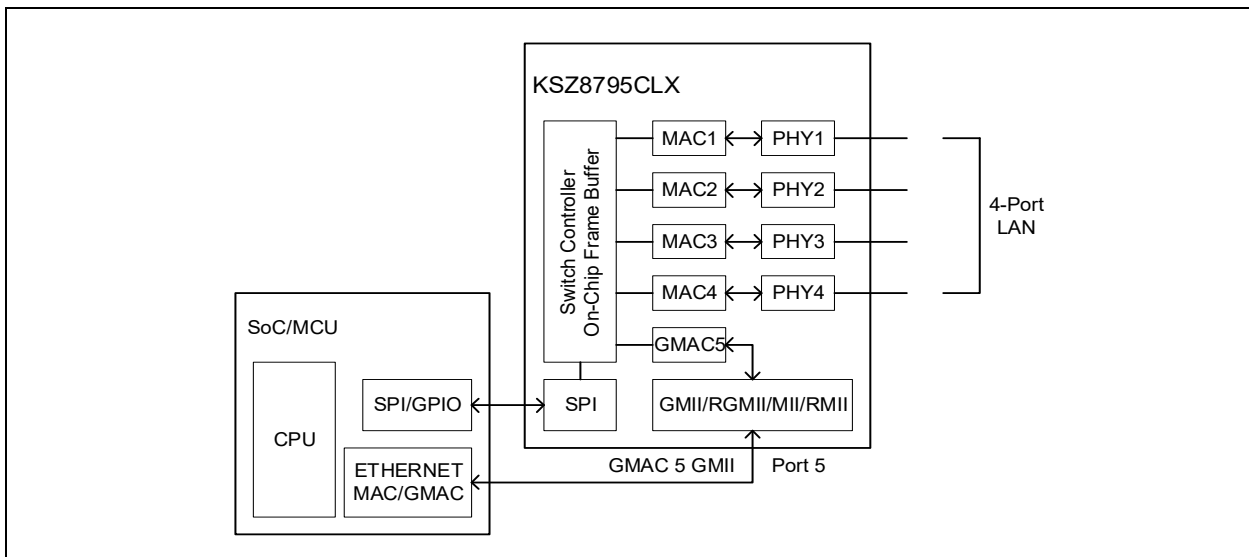 KSZ8795CLX
Switch Controller
On-Chip Frame Buffer
MAC1
PHY1
MAC2
PHY2
MAC3
PHY3
MAC4
PHY4
GMAC5
4-Port
LAN
SoC/MCU
CPU
SPI/GPIO
SPI
GMII/RGMII/MII/RMII
ETHERNET
MAC/GMAC
GMAC 5 GMII
Port 5